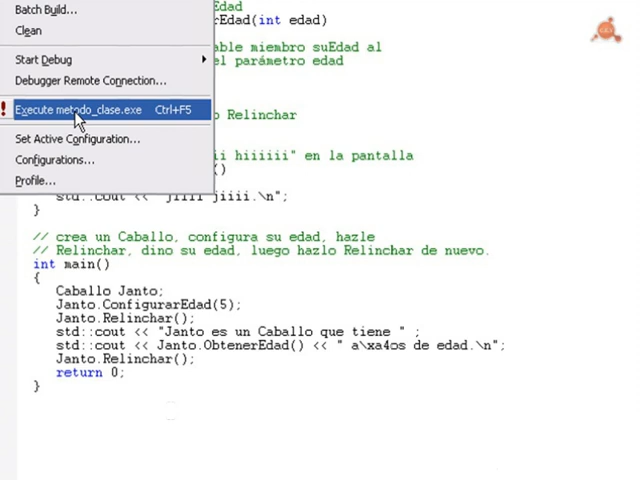 Batch Build...
Clean
Start Debug
Debugger Remote Connection...
Execute metodo_clase.exe Ctrl+F5
Set Active Configuration...
Configurations...
Profile...
Edad
rEdad(int edad)
able miembro suEdad al
el parámetro edad
o Relinchar
ii hiiiiii" en la pantalla
()
std::cout << "jiiii jiiii.\n";
}
// crea un Caballo, configura su edad, hazle
// Relinchar, dino su edad, luego hazlo Relinchar de nuevo.
int main()
{
Caballo Janto;
Janto.ConfigurarEdad(5);
Janto.Relinchar();
std::cout << "Janto es un Caballo que tiene " ;
std::cout << Janto.ObtenerEdad() << " a\xa4os de edad.\n";
Janto.Relinchar();
return 0;
}